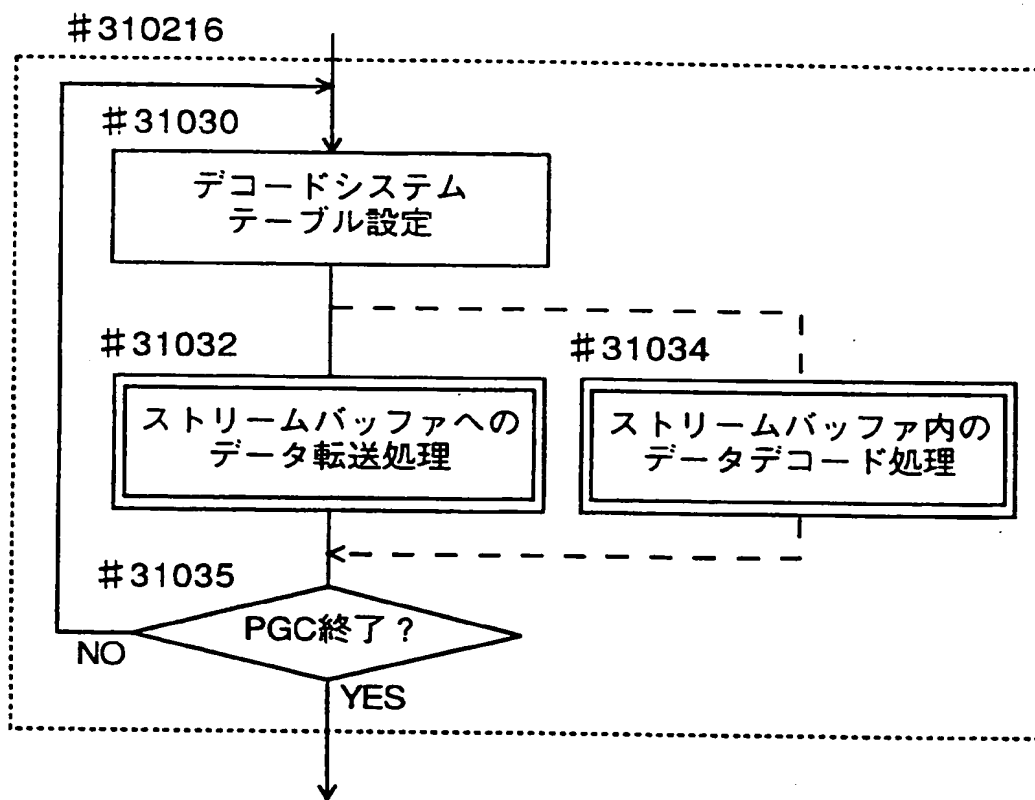 #310216
#31030
デコードシステム
テーブル設定
#31032
#31034
ストリームバッファへの
データ転送処理
ストリームバッファ内の
データデコード処理
#31035
PGC終了?
NO
YES